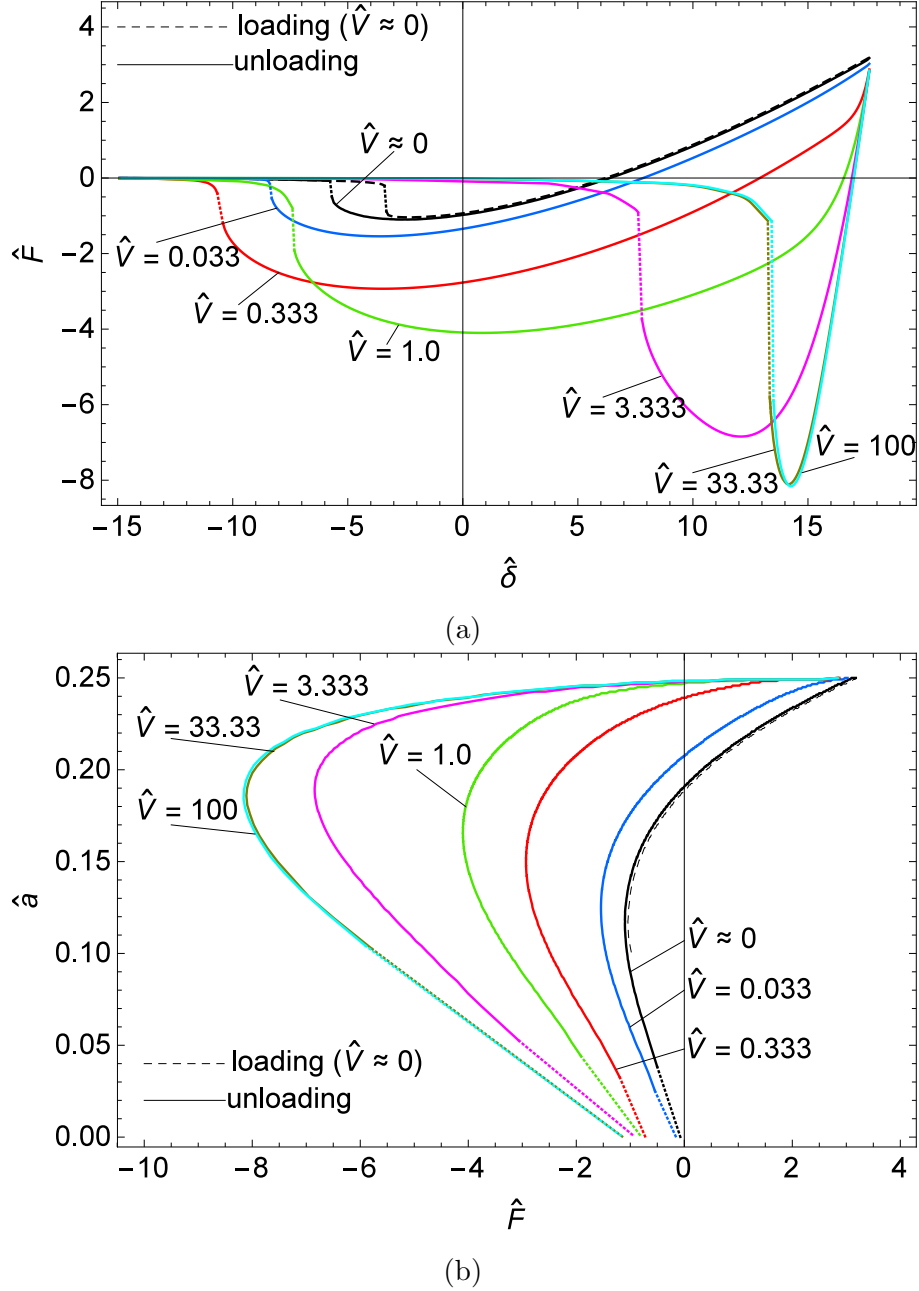 4
2
0
−2
−4
−6
−8
F̂
loading (V̂ ≈ 0)
unloading
V̂ ≈ 0
V̂ = 0.033
V̂ = 0.333
V̂ = 1.0
V̂ = 3.333
V̂ = 33.33
V̂ = 100
−15 −10 −5 0 5 10 15
δ̂
(a)
0.25
0.20
0.15
0.10
0.05
0.00
â
V̂ = 3.333
V̂ = 33.33
V̂ = 1.0
V̂ = 100
V̂ ≈ 0
V̂ = 0.033
V̂ = 0.333
loading (V̂ ≈ 0)
unloading
−10 −8 −6 −4 −2 0 2 4
F̂
(b)